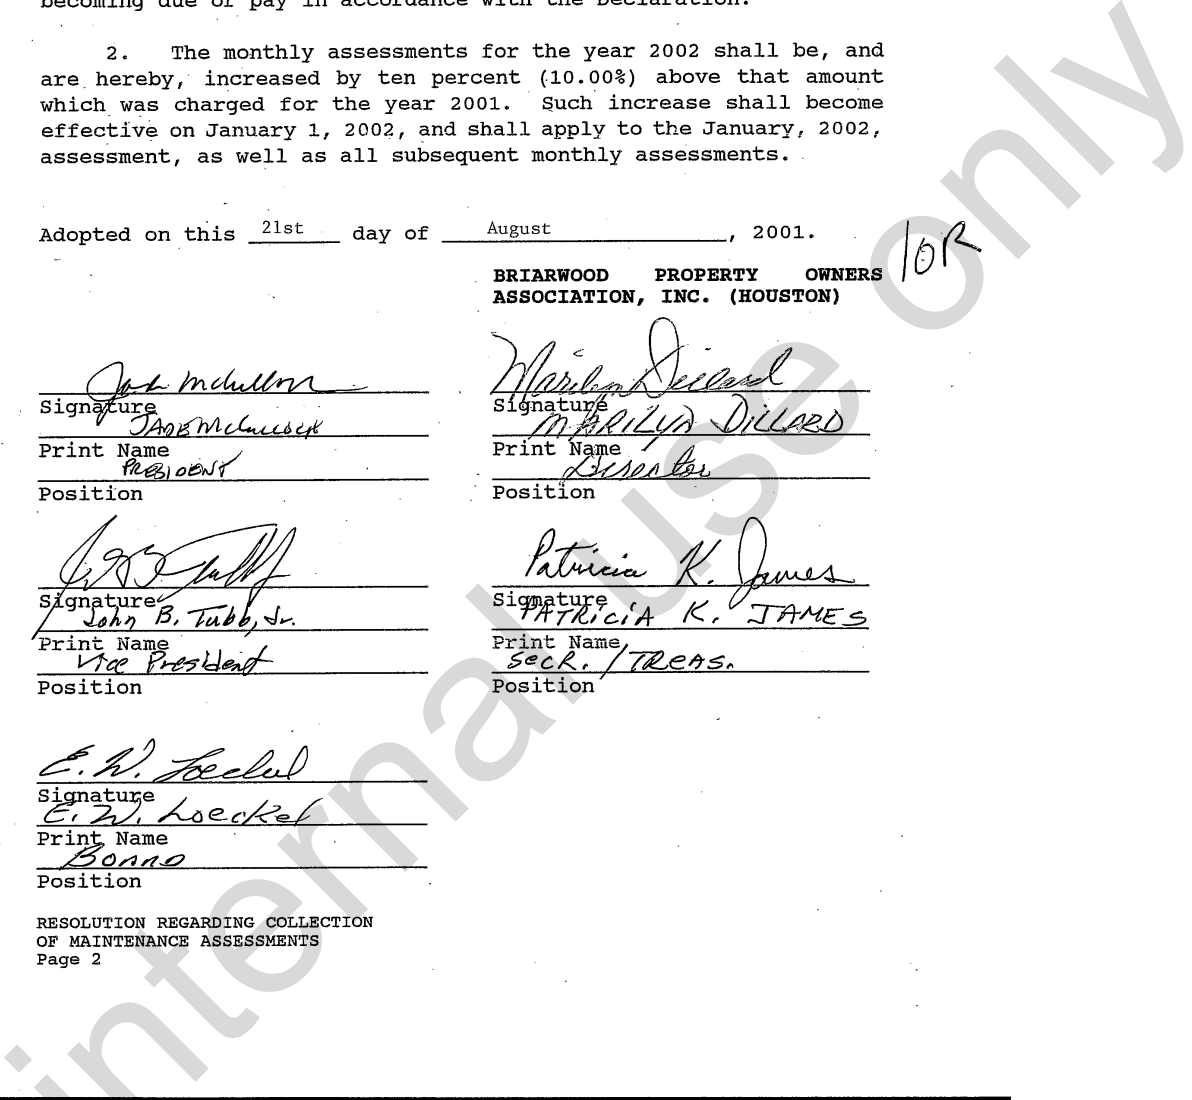 becoming due or pay in accordance with the Declaration.
2. The monthly assessments for the year 2002 shall be, and
are hereby, increased by ten percent (10.00%) above that amount
which was charged for the year 2001. Such increase shall become
effective on January 1, 2002, and shall apply to the January, 2002,
assessment, as well as all subsequent monthly assessments.
Adopted on this 21st day of August, 2001.
10R
BRIARWOOD PROPERTY OWNERS
ASSOCIATION, INC. (HOUSTON)
Signature
Print Name
PRESIDENT
Position
Marilyn Dillard
Signature
MARILYN DILLARD
Print Name
Director
Position
Signature
John B. Tubb, Jr.
Print Name
Vice President
Position
Patricia K. James
Signature
PATRICIA K. JAMES
Print Name
SECR. / TREAS.
Position
E. W. Loeckel
Signature
E. W. Loeckel
Print Name
BOARD
Position
RESOLUTION REGARDING COLLECTION
OF MAINTENANCE ASSESSMENTS
Page 2
internal use only